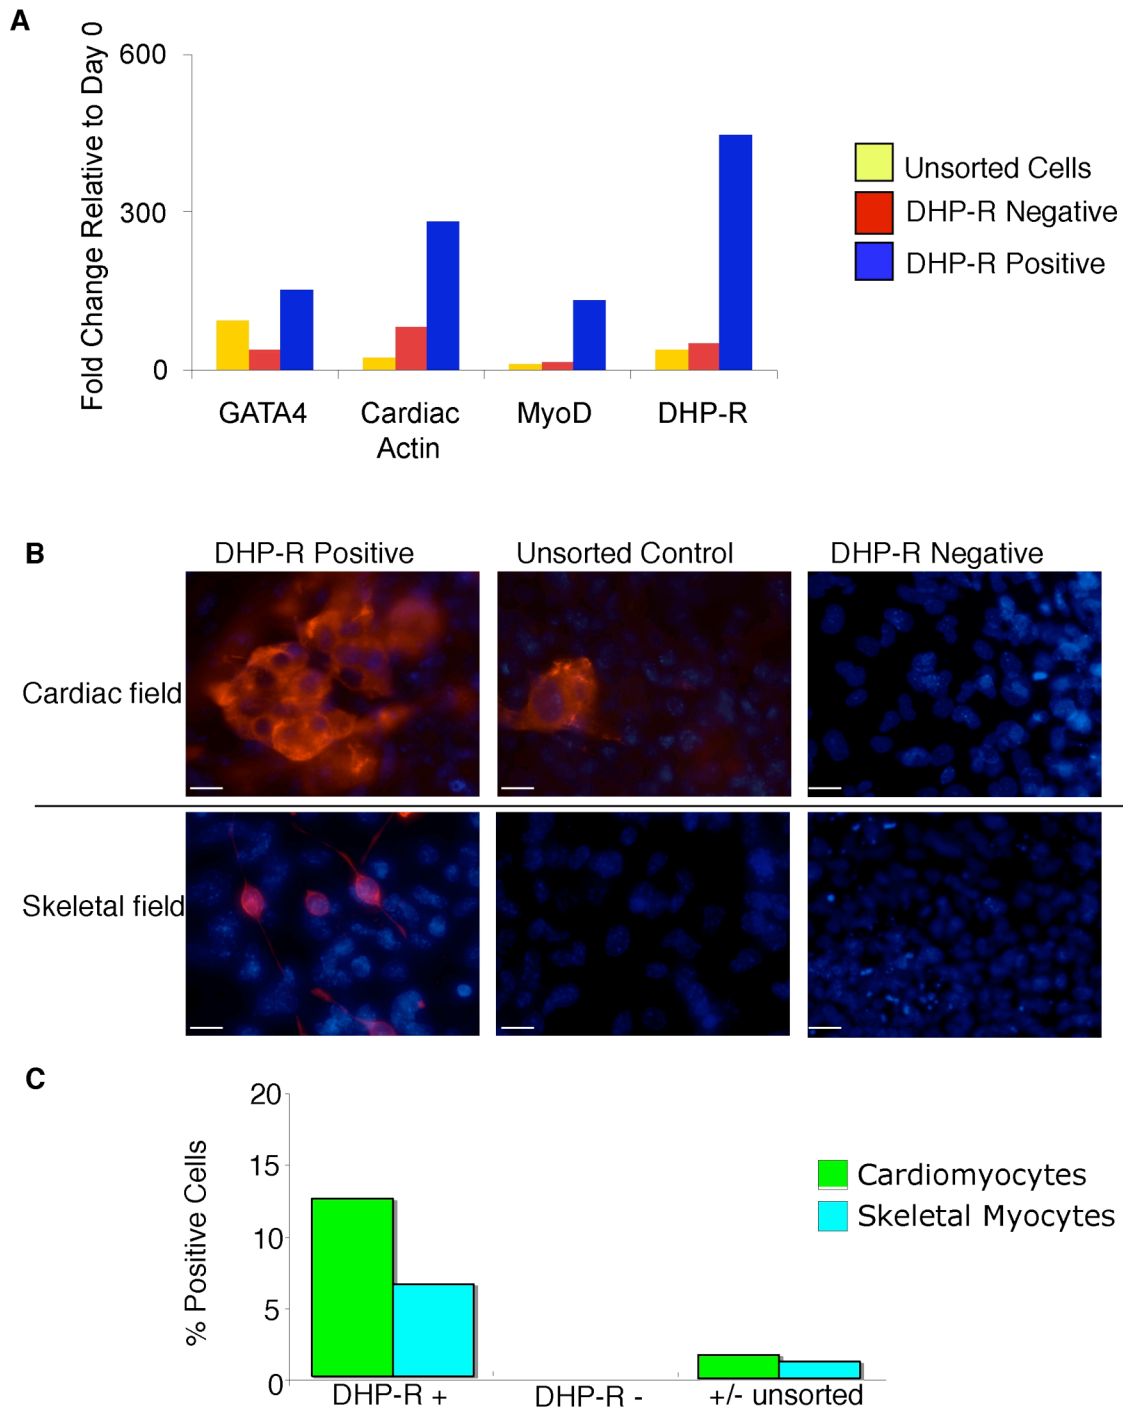 A
Fold Change Relative to Day 0
600
300
0
GATA4
Cardiac
Actin
MyoD
DHP-R
Unsorted Cells
DHP-R Negative
DHP-R Positive
B
DHP-R Positive
Unsorted Control
DHP-R Negative
Cardiac field
Skeletal field
C
% Positive Cells
20
15
10
5
0
DHP-R +
DHP-R -
+/- unsorted
Cardiomyocytes
Skeletal Myocytes